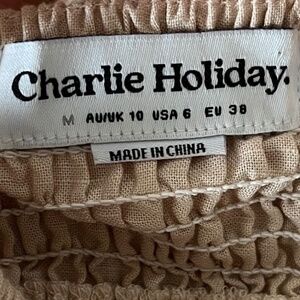 Charlie Holiday.
M AU/UK 10 USA 6 EU 38
MADE IN CHINA